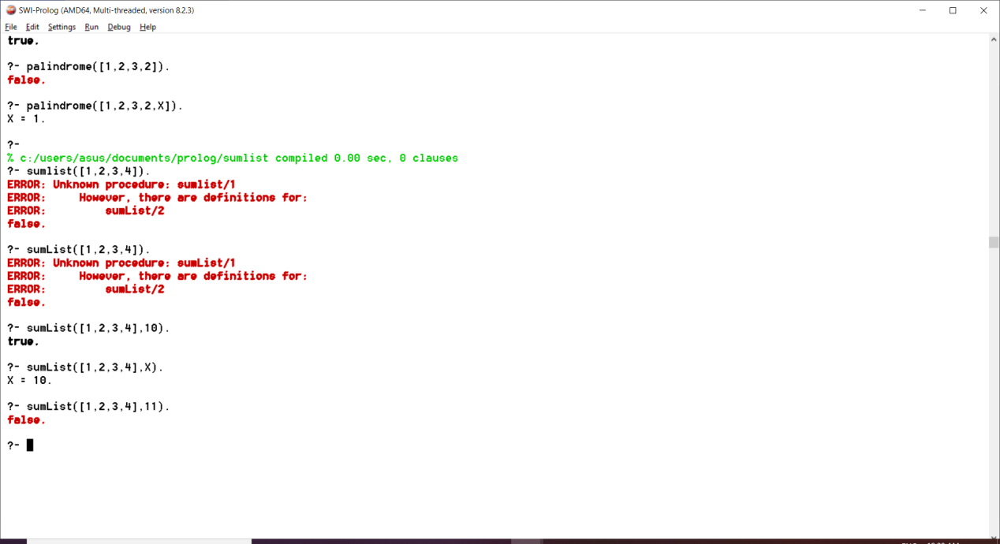 SWI-Prolog (AMD64, Multi-threaded, version 8.2.3)
File Edit Settings Run Debug Help
true.
?- palindrome([1,2,3,2]).
false.
?- palindrome([1,2,3,2,X]).
X = 1.
?-
% c:/users/asus/documents/prolog/sumlist compiled 0.00 sec, 0 clauses
?- sumlist([1,2,3,4]).
ERROR: Unknown procedure: sumlist/1
ERROR:     However, there are definitions for:
ERROR:         sumList/2
false.
?- sumList([1,2,3,4]).
ERROR: Unknown procedure: sumList/1
ERROR:     However, there are definitions for:
ERROR:         sumList/2
false.
?- sumList([1,2,3,4],10).
true.
?- sumList([1,2,3,4],X).
X = 10.
?- sumList([1,2,3,4],11).
false.
?-